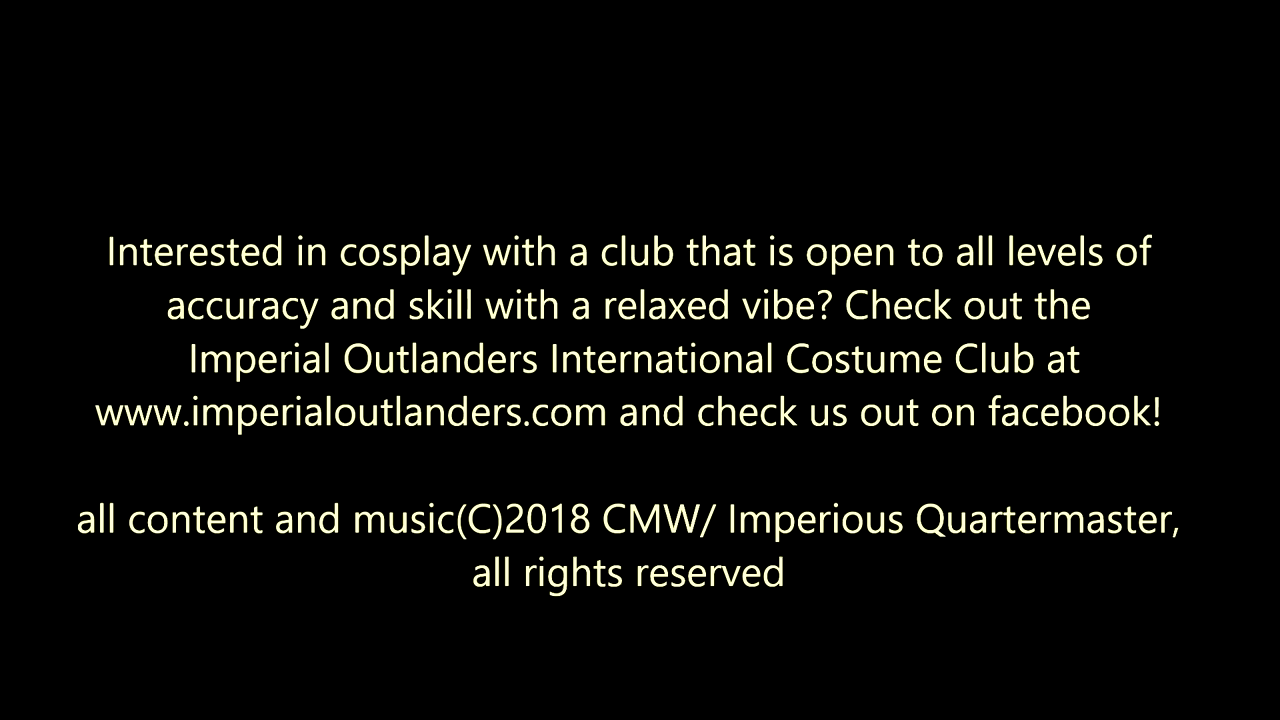 Interested in cosplay with a club that is open to all levels of
accuracy and skill with a relaxed vibe? Check out the
Imperial Outlanders International Costume Club at
www.imperialoutlanders.com and check us out on facebook!
all content and music(C)2018 CMW/ Imperious Quartermaster,
all rights reserved